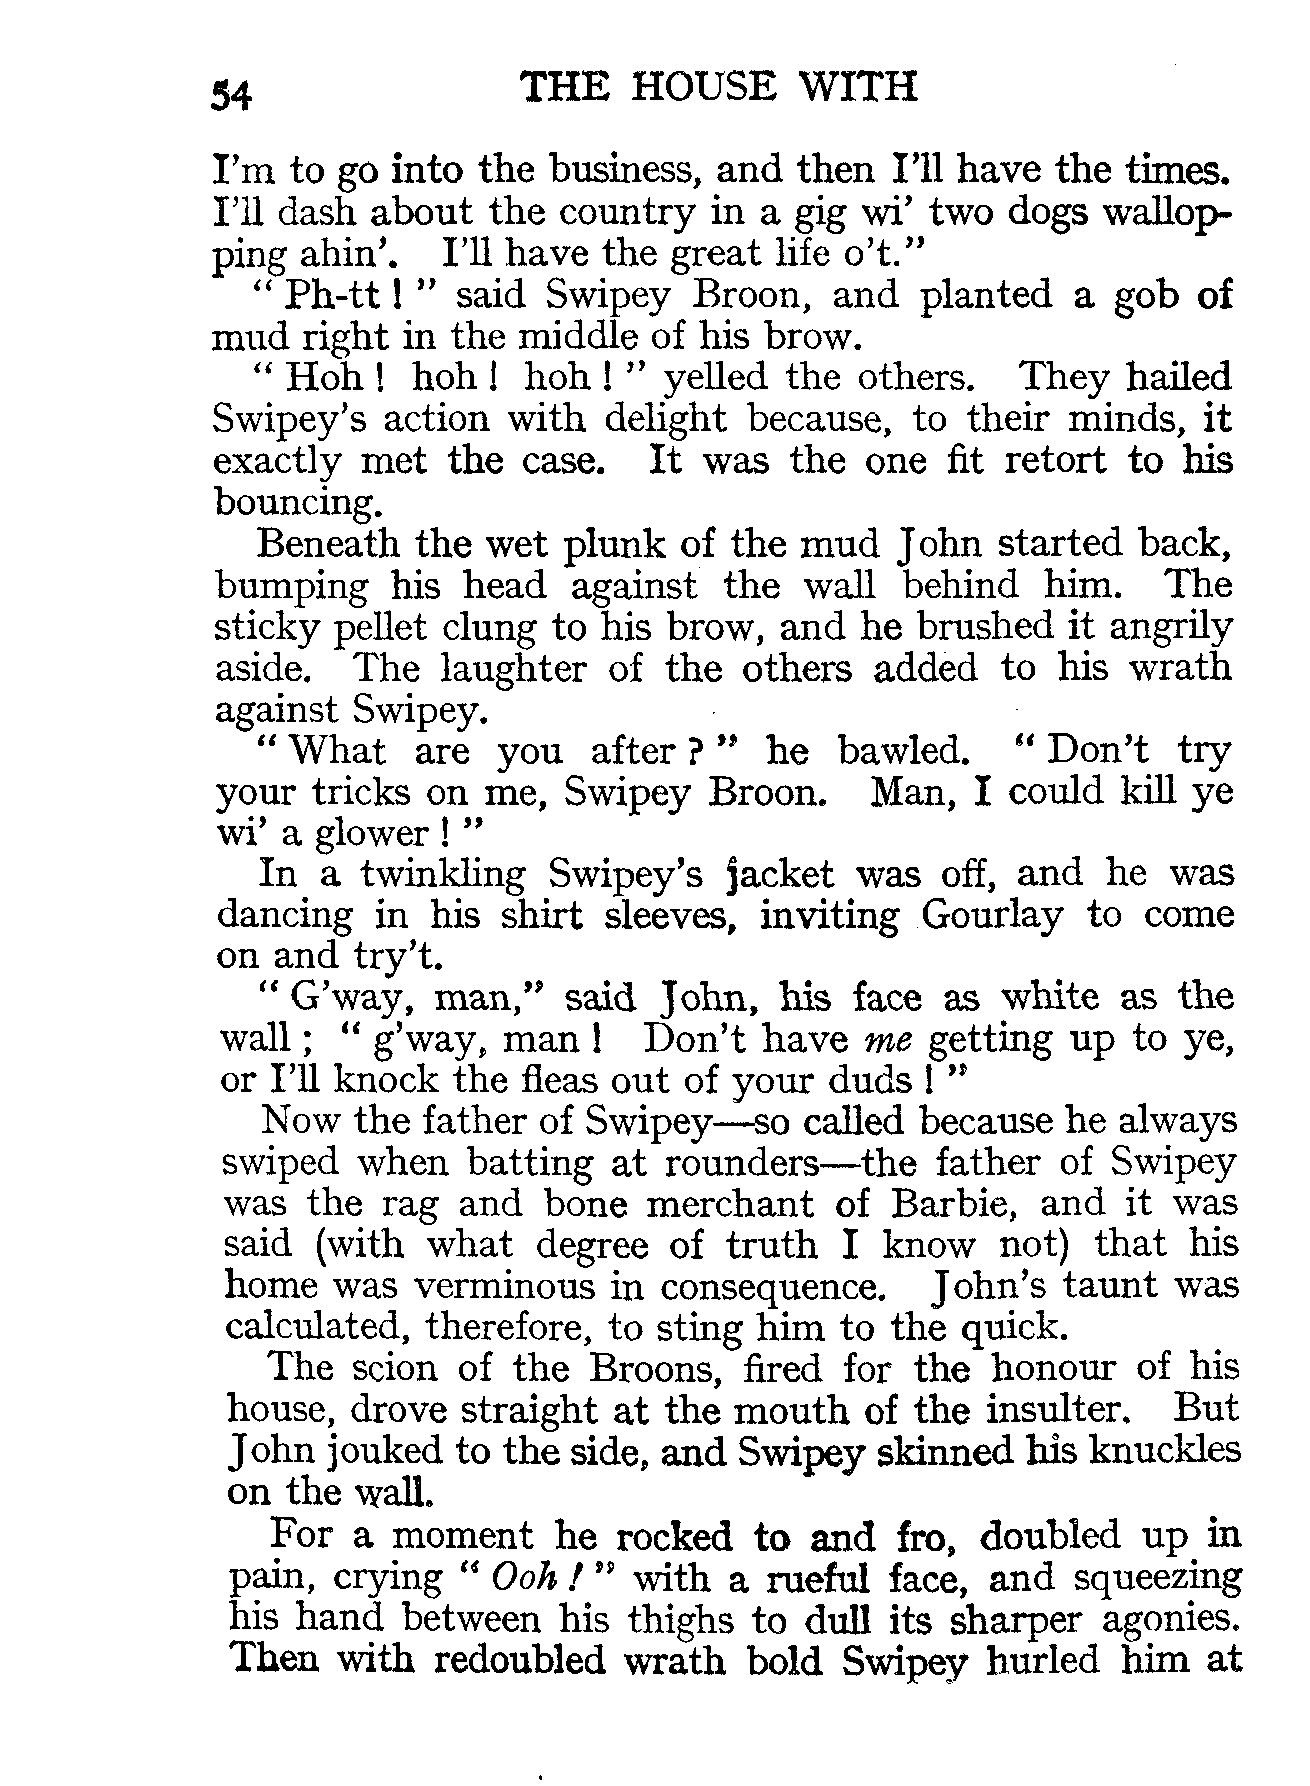 54 THE HOUSE WITH
I'm to go into the business, and then I'll have the times.
I'll dash about the country in a gig wi' two dogs wallop-
ping ahin'. I'll have the great life o't."
" Ph-tt ! " said Swipey Broon, and planted a gob of
mud right in the middle of his brow.
" Hoh ! hoh ! hoh ! " yelled the others. They hailed
Swipey's action with delight because, to their minds, it
exactly met the case. It was the one fit retort to his
bouncing.
Beneath the wet plunk of the mud John started back,
bumping his head against the wall behind him. The
sticky pellet clung to his brow, and he brushed it angrily
aside. The laughter of the others added to his wrath
against Swipey.
" What are you after ? " he bawled. " Don't try
your tricks on me, Swipey Broon. Man, I could kill ye
wi' a glower ! "
In a twinkling Swipey's jacket was off, and he was
dancing in his shirt sleeves, inviting Gourlay to come
on and try't.
" G'way, man," said John, his face as white as the
wall ; " g'way, man ! Don't have me getting up to ye,
or I'll knock the fleas out of your duds ! "
Now the father of Swipey—so called because he always
swiped when batting at rounders—the father of Swipey
was the rag and bone merchant of Barbie, and it was
said (with what degree of truth I know not) that his
home was verminous in consequence. John's taunt was
calculated, therefore, to sting him to the quick.
The scion of the Broons, fired for the honour of his
house, drove straight at the mouth of the insulter. But
John jouked to the side, and Swipey skinned his knuckles
on the wall.
For a moment he rocked to and fro, doubled up in
pain, crying " Ooh ! " with a rueful face, and squeezing
his hand between his thighs to dull its sharper agonies.
Then with redoubled wrath bold Swipey hurled him at